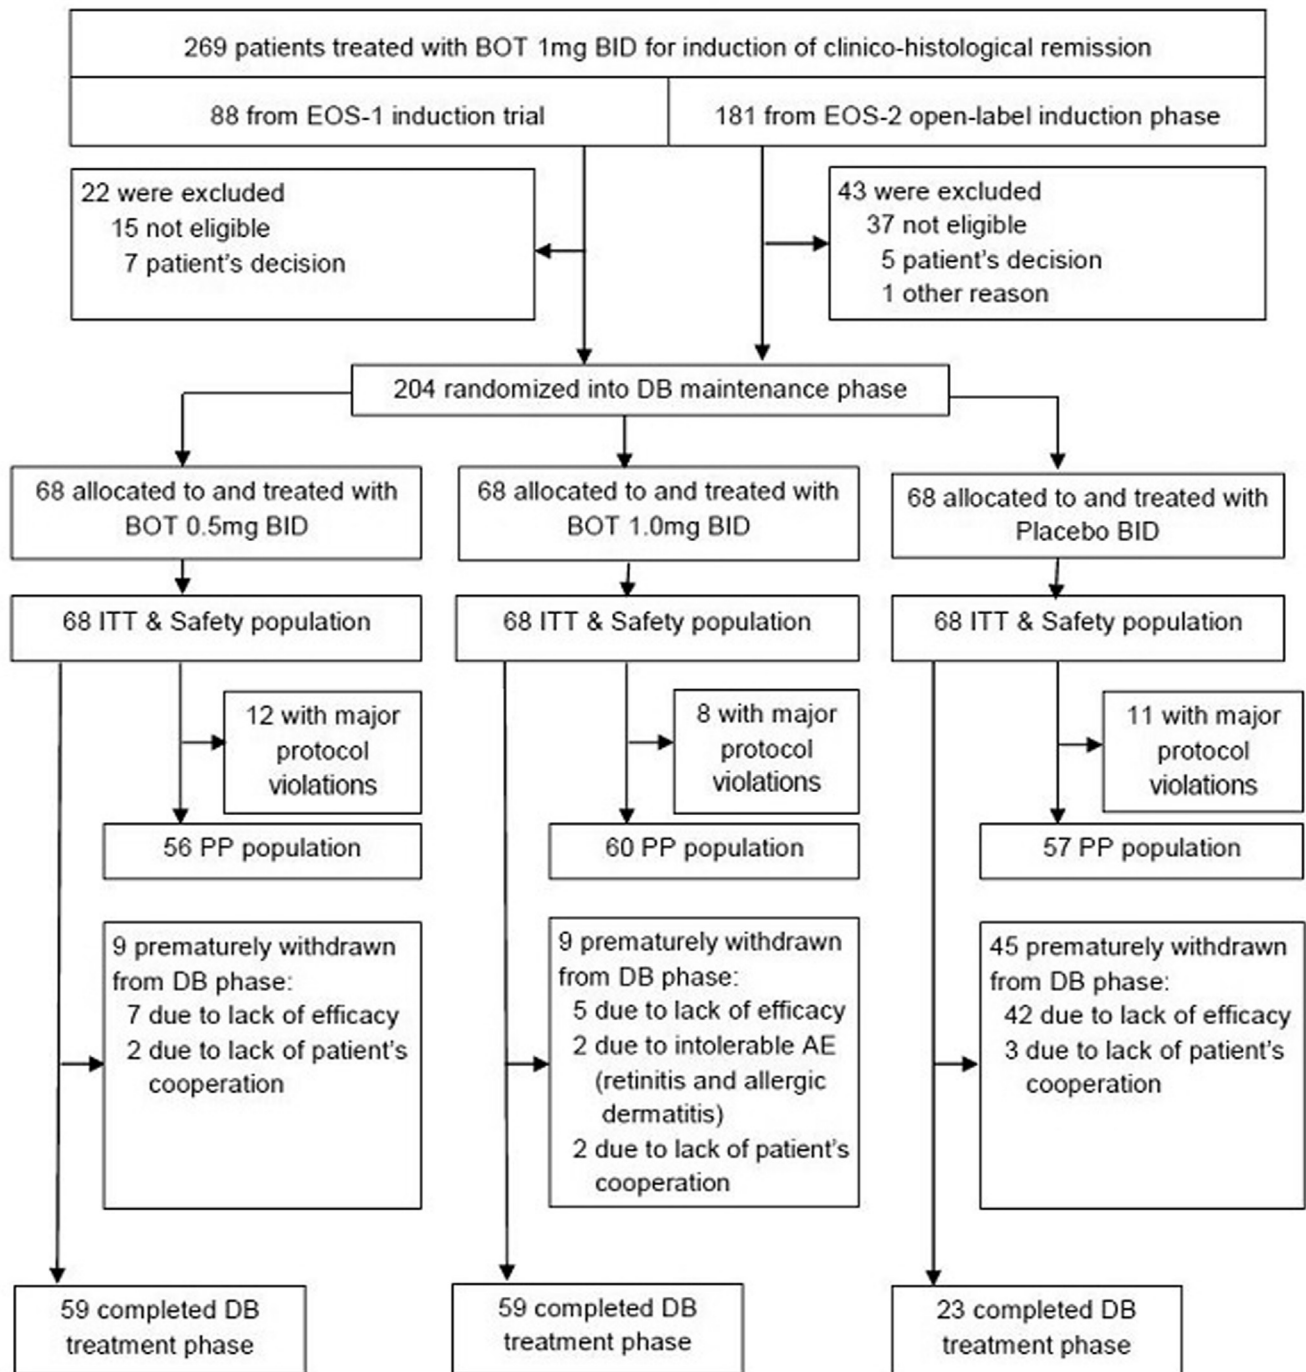 269 patients treated with BOT 1mg BID for induction of clinico-histological remission
88 from EOS-1 induction trial
181 from EOS-2 open-label induction phase
22 were excluded
15 not eligible
7 patient's decision
43 were excluded
37 not eligible
5 patient's decision
1 other reason
204 randomized into DB maintenance phase
68 allocated to and treated with
BOT 0.5mg BID
68 allocated to and treated with
BOT 1.0mg BID
68 allocated to and treated with
Placebo BID
68 ITT & Safety population
68 ITT & Safety population
68 ITT & Safety population
12 with major
protocol
violations
8 with major
protocol
violations
11 with major
protocol
violations
56 PP population
60 PP population
57 PP population
9 prematurely withdrawn
from DB phase:
7 due to lack of efficacy
2 due to lack of patient's
cooperation
9 prematurely withdrawn
from DB phase:
5 due to lack of efficacy
2 due to intolerable AE
(retinitis and allergic
dermatitis)
2 due to lack of patient's
cooperation
45 prematurely withdrawn
from DB phase:
42 due to lack of efficacy
3 due to lack of patient's
cooperation
59 completed DB
treatment phase
59 completed DB
treatment phase
23 completed DB
treatment phase